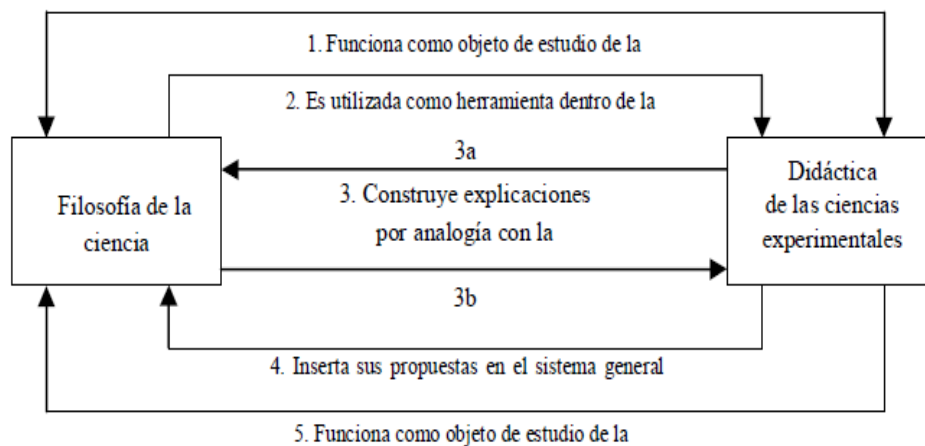 1. Funciona como objeto de estudio de la
2. Es utilizada como herramienta dentro de la
3a
Filosofía de la
ciencia
3. Construye explicaciones
por analogía con la
Didáctica
de las ciencias
experimentales
3b
4. Inserta sus propuestas en el sistema general
5. Funciona como objeto de estudio de la